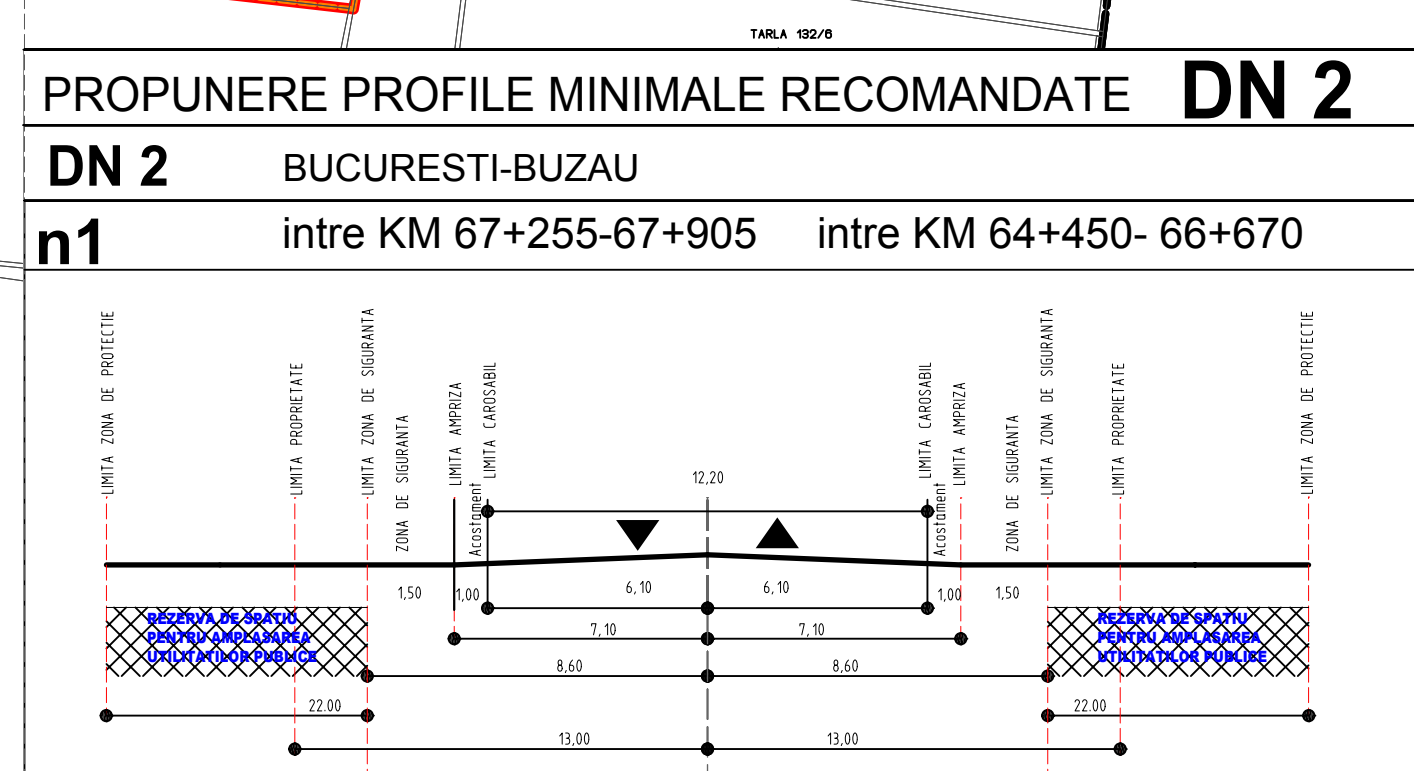 TARLA 132/6
PROPUNERE PROFILE MINIMALE RECOMANDATE DN 2
DN 2 BUCURESTI-BUZAU
n1 intre KM 67+255-67+905 intre KM 64+450- 66+670
LIMITA ZONA DE PROTECTIE
LIMITA PROPRIETATE
LIMITA ZONA DE SIGURANTA
ZONA DE SIGURANTA
LIMITA AMPRIZA
Acostament
LIMITA CAROSABIL
12,20
LIMITA CAROSABIL
Acostament
LIMITA AMPRIZA
ZONA DE SIGURANTA
LIMITA ZONA DE SIGURANTA
LIMITA PROPRIETATE
LIMITA ZONA DE PROTECTIE
1,50 1,00 6,10 6,10 1,00 1,50
REZERVA DE SPATIU
PENTRU AMPLASAREA
UTILITATILOR PUBLICE
REZERVA DE SPATIU
PENTRU AMPLASAREA
UTILITATILOR PUBLICE
7,10 7,10
8,60 8,60
22.00 22.00
13,00 13,00